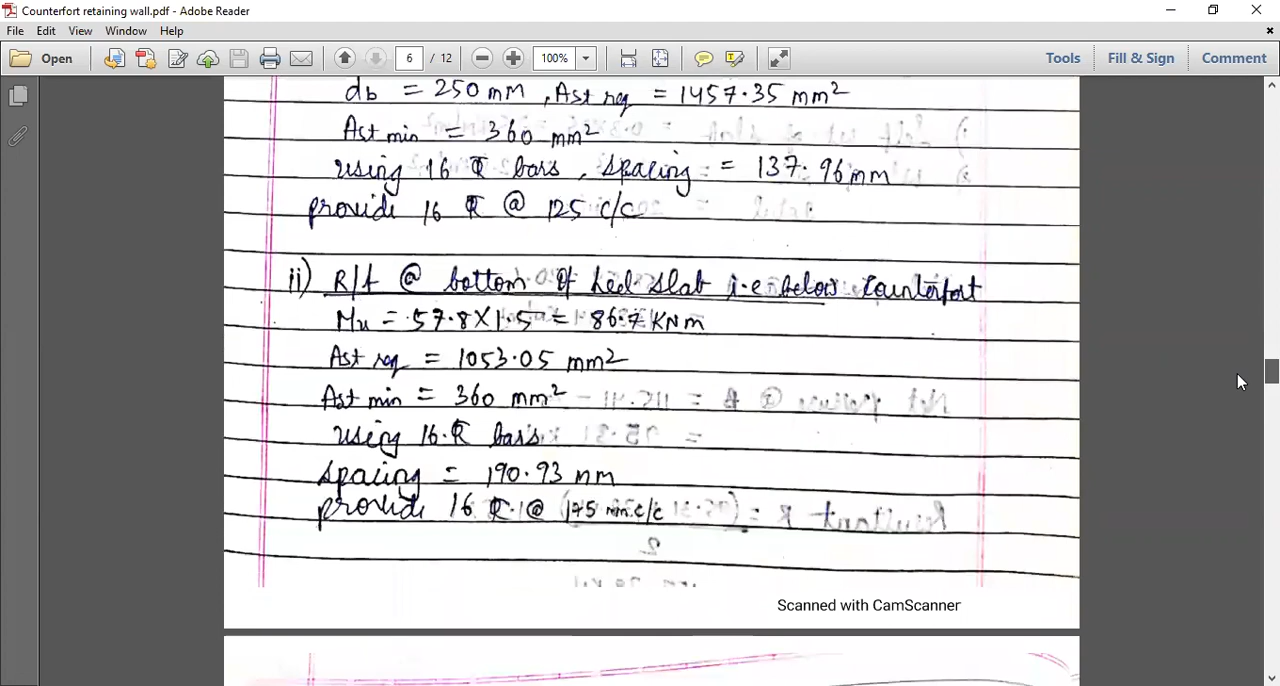 Counterfort retaining wall.pdf - Adobe Reader
File Edit View Window Help
Open 6 / 12 100% Tools Fill & Sign Comment
db = 250 mm, Ast req = 1457.35 mm2
Ast min = 360 mm2
using 16 Ꞇ bars, spacing = 137.96 mm
provide 16 Ꞇ @ 125 c/c
ii) R/f @ bottom of heel slab i.e below counterfort
Mu = 57.8 X 1.5 = 86.7 KNm
Ast req = 1053.05 mm2
Ast min = 360 mm2
using 16 Ꞇ bars
spacing = 190.93 mm
provide 16 Ꞇ @ 175 mm c/c
Scanned with CamScanner